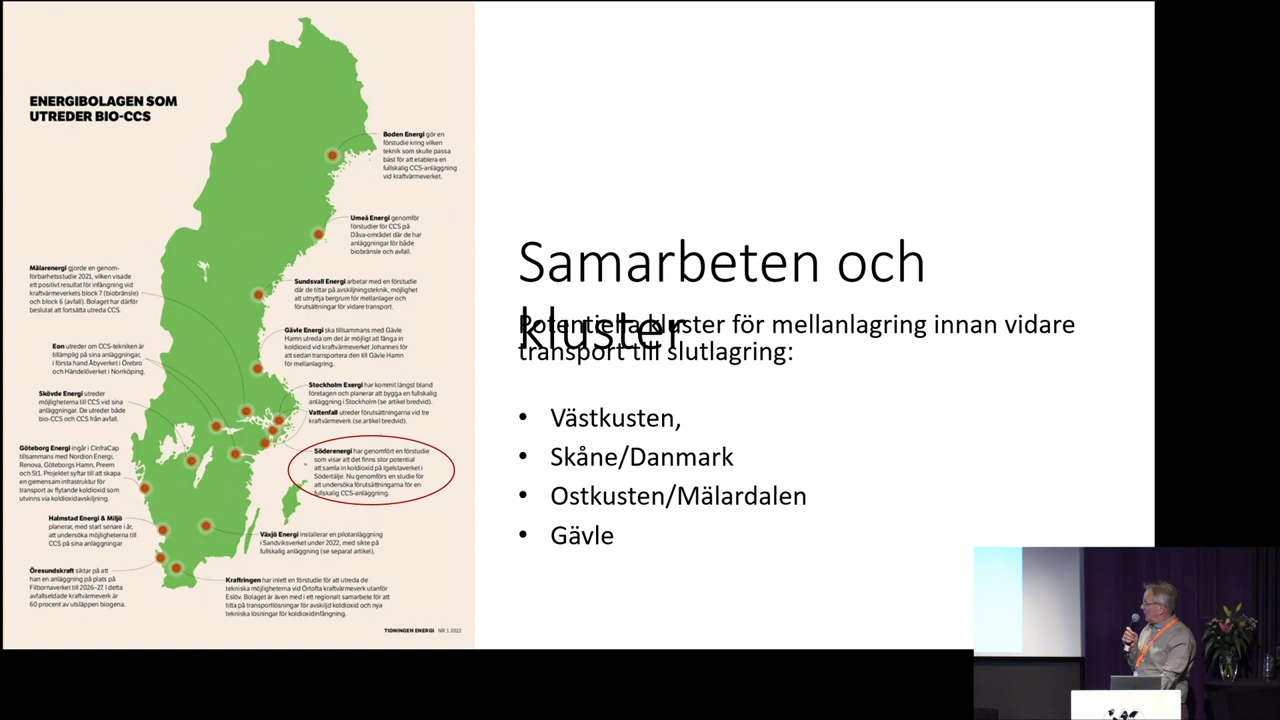 ENERGIBOLAGEN SOM
UTREDER BIO-CCS
Boden Energi gör en
förstudie kring vilken
teknik som skulle passa
bäst för att etablera en
fullskalig CCS-anläggning
vid kraftvärmeverket.
Umeå Energi genomför
förstudier för CCS på
Dåva-området där de har
anläggningar för både
biobränsle och avfall.
Mälarenergi gjorde en genom-
förbarhetsstudie 2021, vilken visade
ett positivt resultat för infångning vid
kraftvärmeverkets block 7 (biobränsle)
och block 6 (avfall). Bolaget har därför
beslutat att fortsätta utreda CCS.
Sundsvall Energi arbetar med en förstudie
där de tittar på avskiljningsteknik, möjlighet
att utnyttja bergrum för mellanlager och
förutsättningar för vidare transport.
Gävle Energi ska tillsammans med Gävle
Hamn utreda om det är möjligt att fånga in
koldioxid vid kraftvärmeverket Johannes för
att sedan transportera den till Gävle Hamn
för mellanlagring.
Eon utreder om CCS-tekniken är
tillämplig på sina anläggningar,
i första hand Åbyverket i Örebro
och Händelöverket i Norrköping.
Stockholm Exergi har kommit längst bland
företagen och planerar att bygga en fullskalig
anläggning i Stockholm (se artikel bredvid).
Vattenfall utreder förutsättningarna vid tre
kraftvärmeverk (se artikel bredvid).
Skövde Energi utreder
möjligheterna till CCS vid sina
anläggningar. De utreder både
bio-CCS och CCS från avfall.
Söderenergi har genomfört en förstudie
som visar att det finns stor potential
att samla in koldioxid på Igelstaverket i
Södertälje. Nu genomförs en studie för
att undersöka förutsättningarna för en
fullskalig CCS-anläggning.
Göteborg Energi ingår i CinfraCap
tillsammans med Nordion Energi,
Renova, Göteborgs Hamn, Preem
och St1. Projektet syftar till att skapa
en gemensam infrastruktur för
transport av flytande koldioxid som
utvinns via koldioxidavskiljning.
Halmstad Energi & Miljö
planerar, med start senare i år,
att undersöka möjligheterna till
CCS på sina anläggningar
Växjö Energi installerar en pilotanläggning
i Sandviksverket under 2022, med sikte på
fullskalig anläggning (se separat artikel).
Öresundskraft siktar på att
han en anläggning på plats på
Filbornaverket till 2026–27. I detta
avfallseldade kraftvärmeverk är
60 procent av utsläppen biogena.
Kraftringen har inlett en förstudie för att utreda de
tekniska möjligheterna vid Örtofta kraftvärmeverk utanför
Eslöv. Bolaget är även med i ett regionalt samarbete för att
titta på transportlösningar för avskiljd koldioxid och nya
tekniska lösningar för koldioxidinfångning.
TIDNINGEN ENERGI NR 1 2022
Samarbeten och
kluster
Potentiella kluster för mellanlagring innan vidare
transport till slutlagring:
• Västkusten,
• Skåne/Danmark
• Ostkusten/Mälardalen
• Gävle